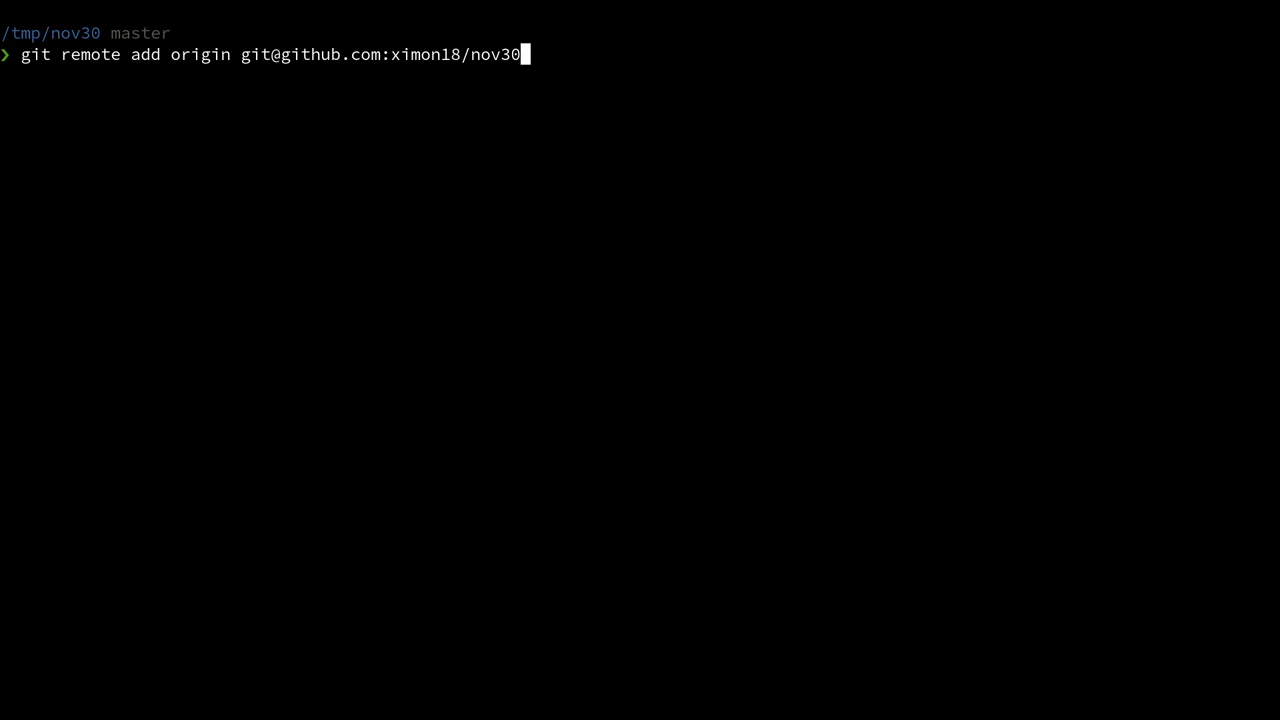 /tmp/nov30 master
❯ git remote add origin git@github.com:ximon18/nov30